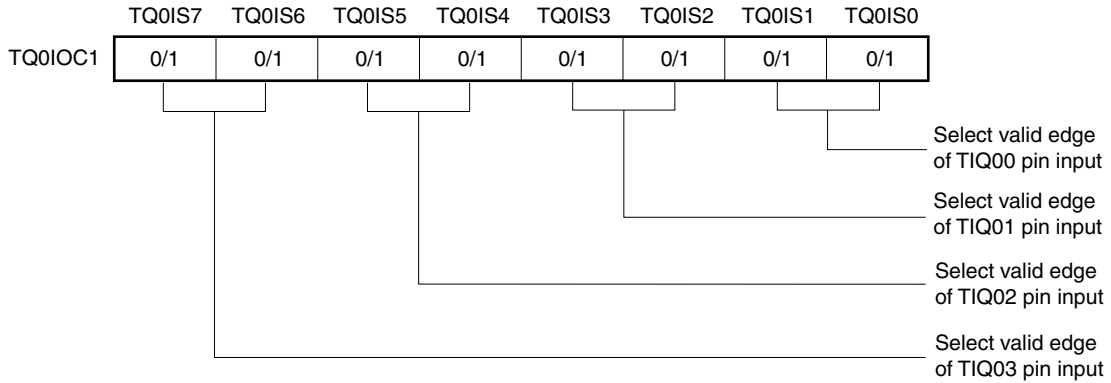 TQ0IS7 TQ0IS6 TQ0IS5 TQ0IS4 TQ0IS3 TQ0IS2 TQ0IS1 TQ0IS0
TQ0IOC1 0/1 0/1 0/1 0/1 0/1 0/1 0/1 0/1
Select valid edge
of TIQ00 pin input
Select valid edge
of TIQ01 pin input
Select valid edge
of TIQ02 pin input
Select valid edge
of TIQ03 pin input